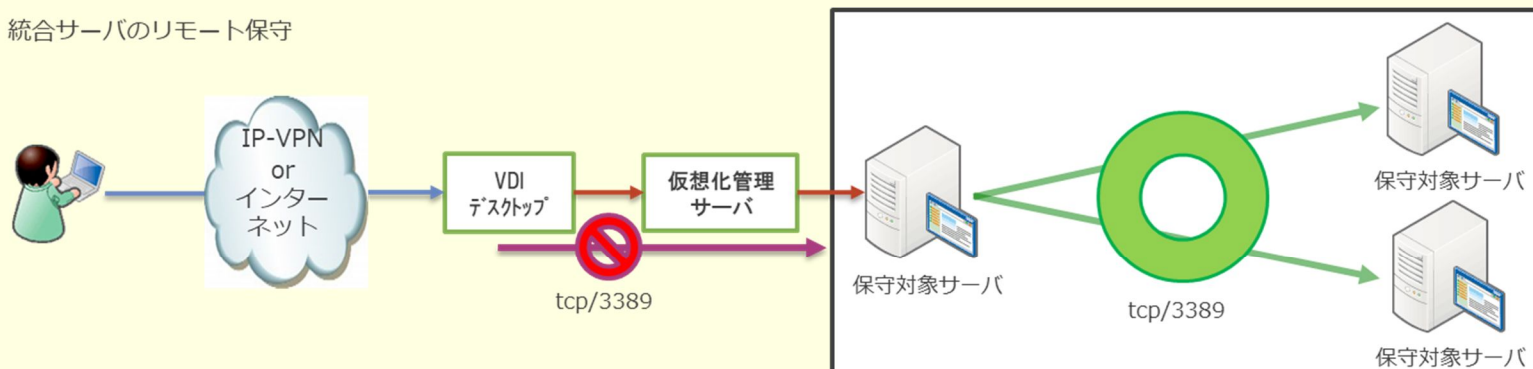 統合サーバのリモート保守
IP-VPN
or
インター
ネット
VDI
デスクトップ
仮想化管理
サーバ
tcp/3389
保守対象サーバ
tcp/3389
保守対象サーバ
保守対象サーバ